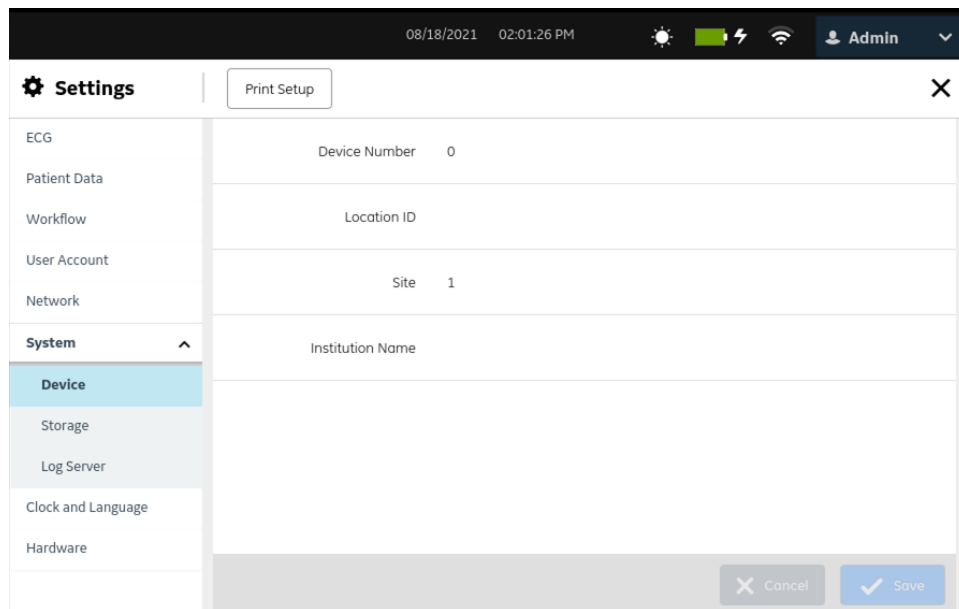 08/18/2021 02:01:26 PM Admin
Settings Print Setup
ECG
Patient Data
Workflow
User Account
Network
System
Device
Storage
Log Server
Clock and Language
Hardware
Device Number 0
Location ID
Site 1
Institution Name
Cancel Save